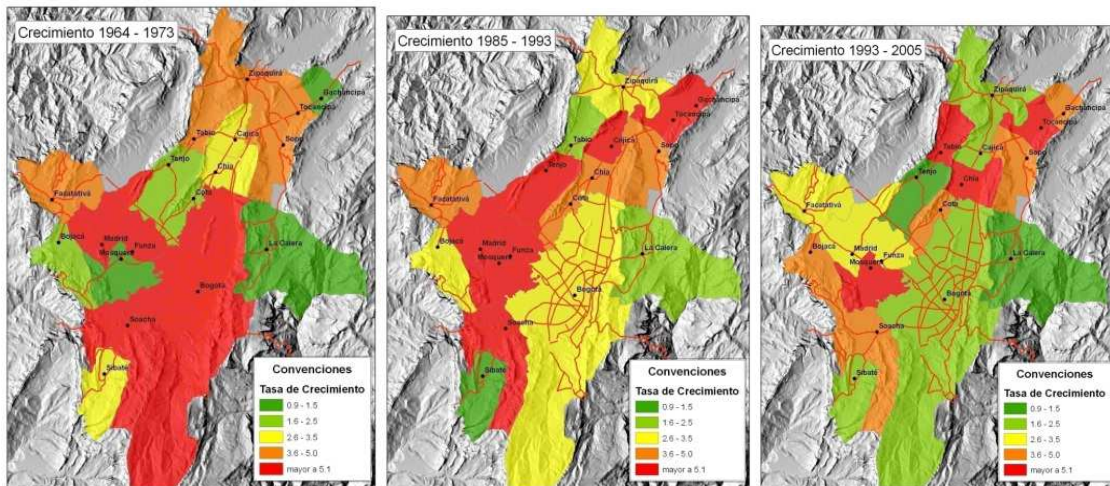 Crecimiento 1964 - 1973
Zipaquirá
Bachancipá
Tocancipá
Tabio
Cajicá
Sopo
Tenjo
Chía
Facatativá
Cota
Bojacá
Madrid
Funza
Mosquera
La Calera
Bogotá
Soacha
Sibaté
Convenciones
Tasa de Crecimiento
0.9 - 1.5
1.6 - 2.5
2.6 - 3.5
3.6 - 5.0
mayor a 5.1
Crecimiento 1985 - 1993
Zipaquirá
Bachancipá
Tocancipá
Tabio
Cajicá
Sopo
Tenjo
Chía
Facatativá
Cota
Bojacá
Madrid
Funza
Mosquera
La Calera
Bogotá
Soacha
Sibaté
Convenciones
Tasa de Crecimiento
0.9 - 1.5
1.6 - 2.5
2.6 - 3.5
3.6 - 5.0
mayor a 5.1
Crecimiento 1993 - 2005
Zipaquirá
Bachancipá
Tocancipá
Tabio
Cajicá
Sopo
Tenjo
Chía
Facatativá
Cota
Bojacá
Madrid
Funza
Mosquera
La Calera
Bogotá
Soacha
Sibaté
Convenciones
Tasa de Crecimiento
0.9 - 1.5
1.6 - 2.5
2.6 - 3.5
3.6 - 5.0
mayor a 5.1